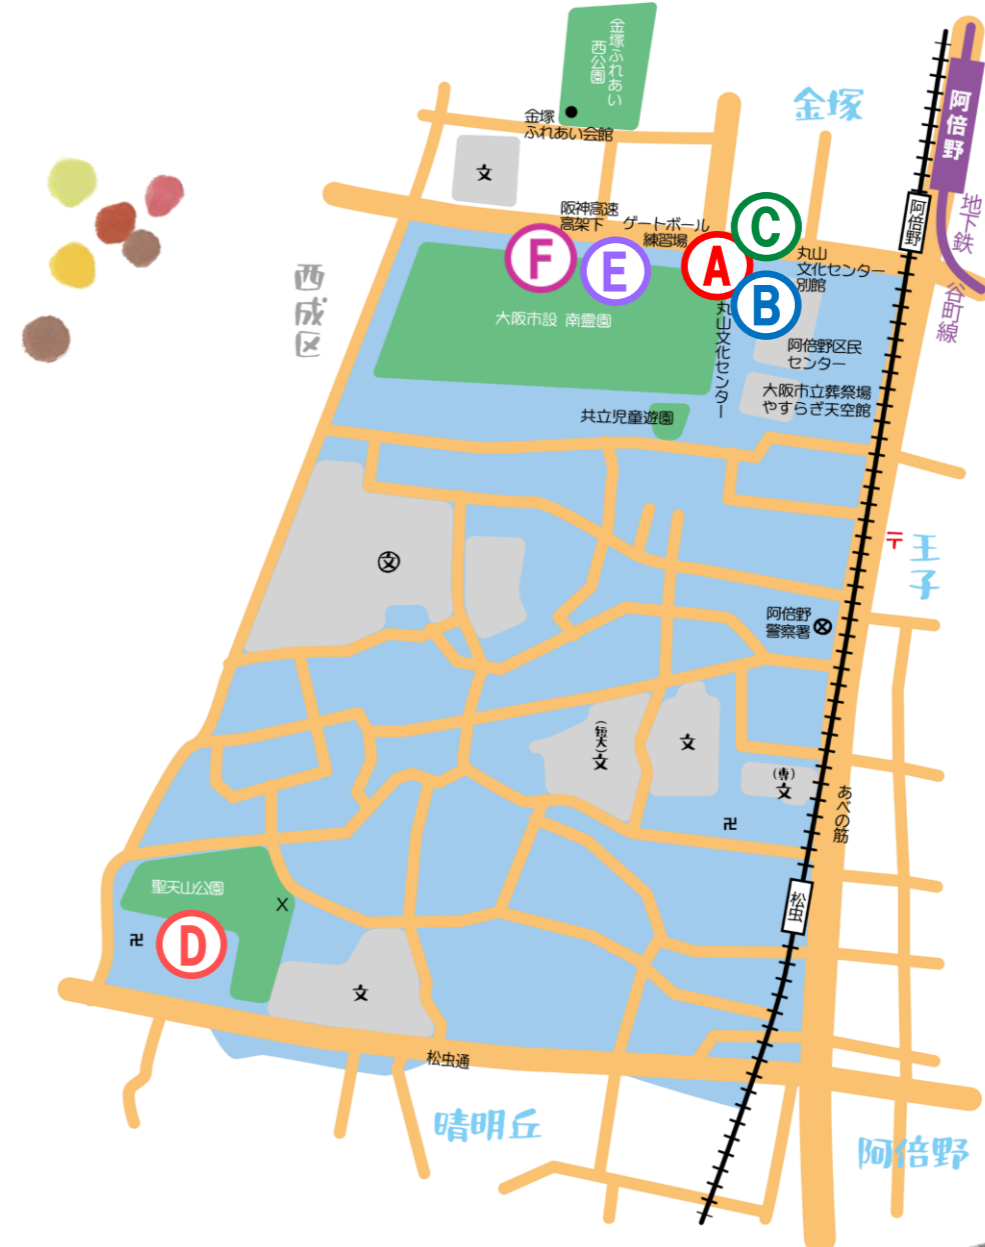 金塚ふれあい
西公園
金塚
ふれあい会館
文
金塚
阿倍野
阿倍野
地下鉄
谷町線
阪神高速
高架下
ゲートボール
練習場
C
F
E
A
B
丸山
文化センター
別館
西成区
大阪市設 南霊園
丸山文化センター
阿倍野区民
センター
大阪市立葬祭場
やすらぎ天空館
共立児童遊園
文
〒
王子
阿倍野
警察署
(短大)文
文
(専)
文
卍
あべの筋
聖天山公園
X
松虫
卍
D
文
松虫通
晴明丘
阿倍野